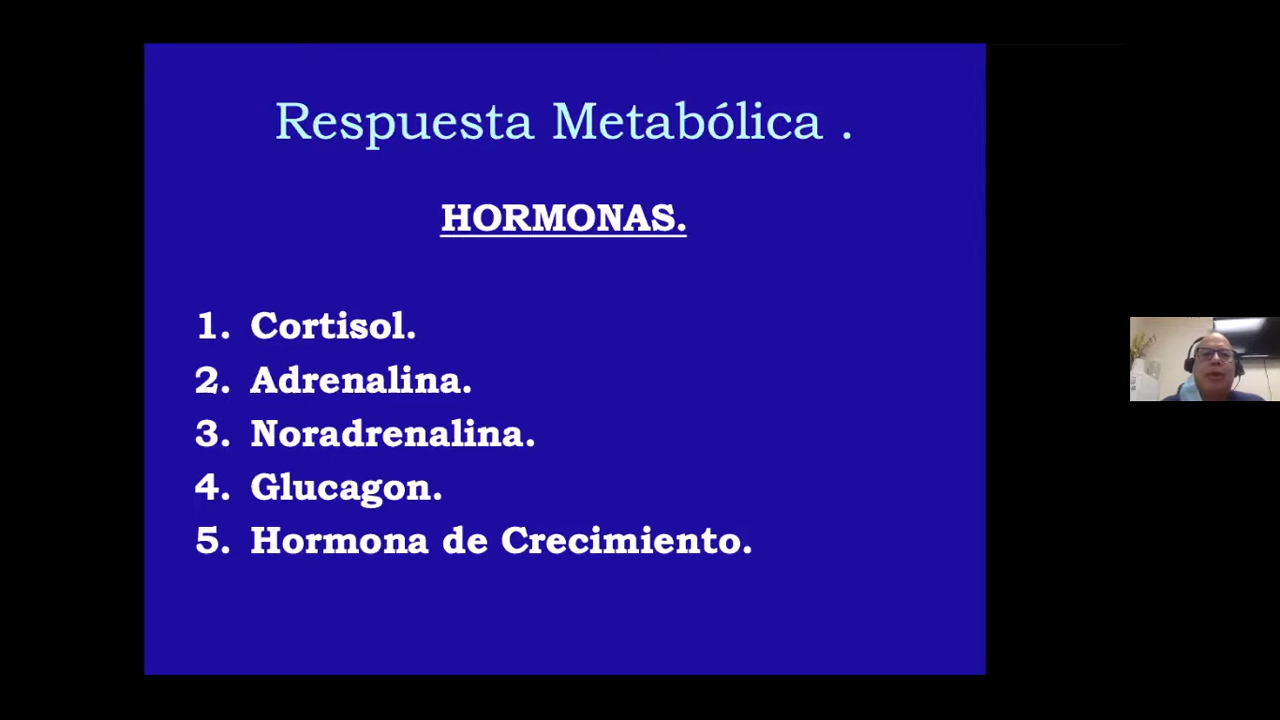 Respuesta Metabólica .
HORMONAS.
1. Cortisol.
2. Adrenalina.
3. Noradrenalina.
4. Glucagon.
5. Hormona de Crecimiento.